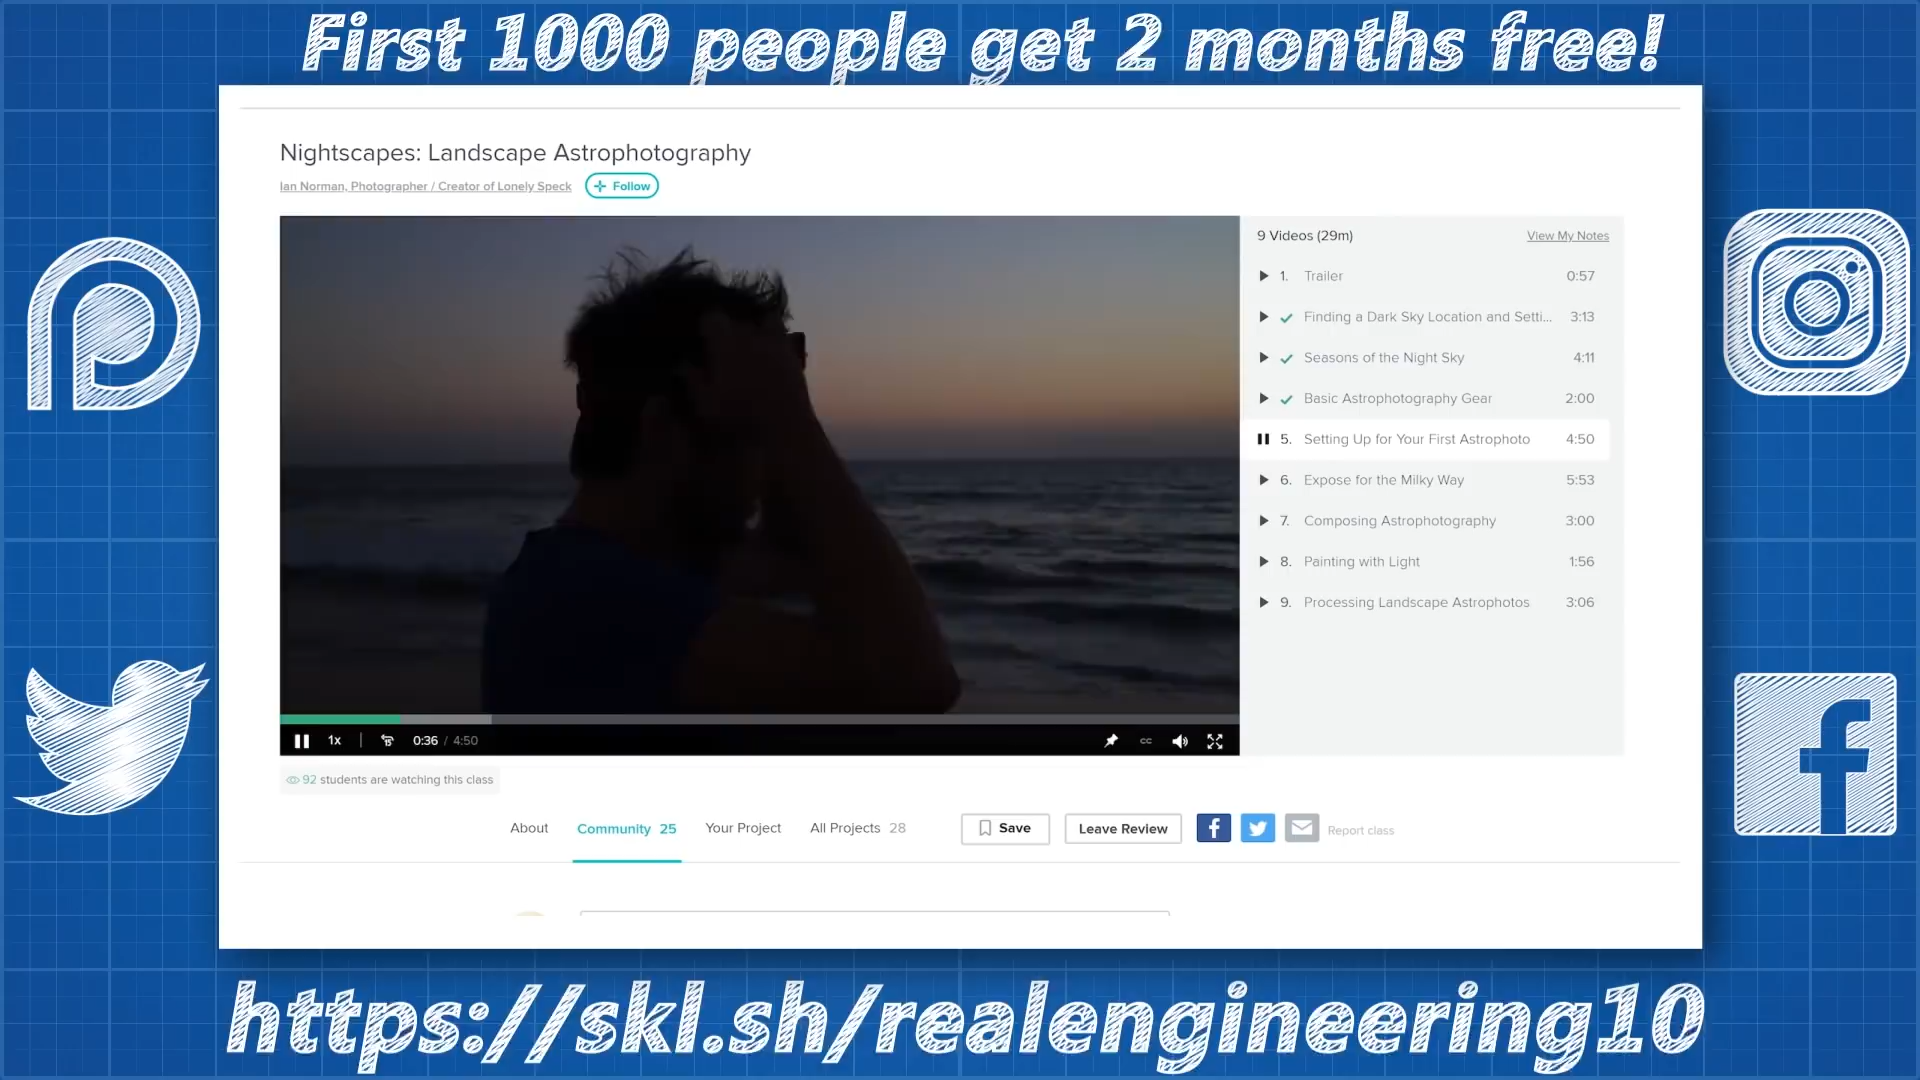 First 1000 people get 2 months free!
Nightscapes: Landscape Astrophotography
Ian Norman, Photographer / Creator of Lonely Speck
Follow
9 Videos (29m)
View My Notes
1. Trailer 0:57
Finding a Dark Sky Location and Setti... 3:13
Seasons of the Night Sky 4:11
Basic Astrophotography Gear 2:00
5. Setting Up for Your First Astrophoto 4:50
6. Expose for the Milky Way 5:53
7. Composing Astrophotography 3:00
8. Painting with Light 1:56
9. Processing Landscape Astrophotos 3:06
1x 15 0:36 / 4:50 CC
92 students are watching this class
About Community 25 Your Project All Projects 28 Save Leave Review Report class
https://skl.sh/realengineering10